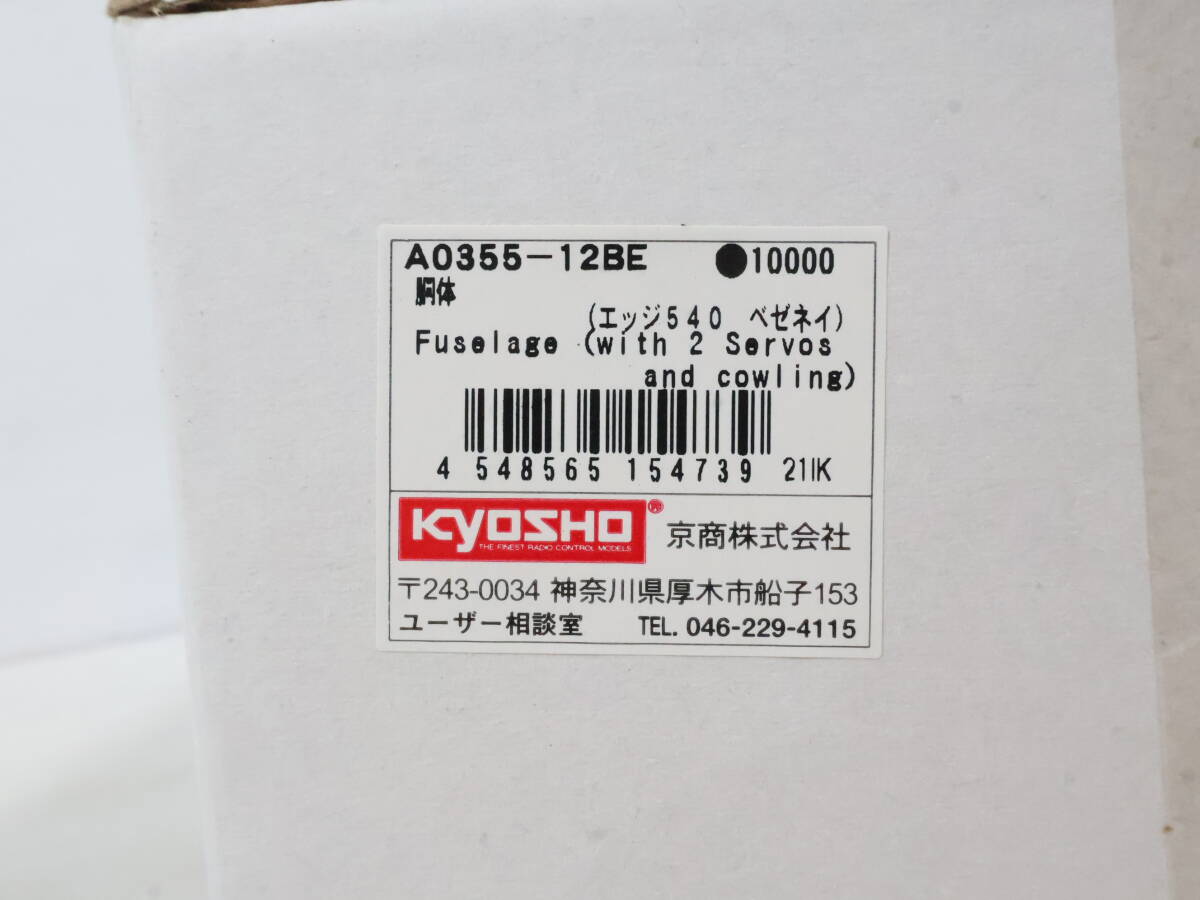 A0355-12BE ●10000
胴体
(エッジ540 ベゼネイ)
Fuselage (with 2 Servos
and cowling)
4 548565 154739 21IK
KYOSHO®
THE FINEST RADIO CONTROL MODELS
京商株式会社
〒243-0034 神奈川県厚木市船子153
ユーザー相談室 TEL. 046-229-4115